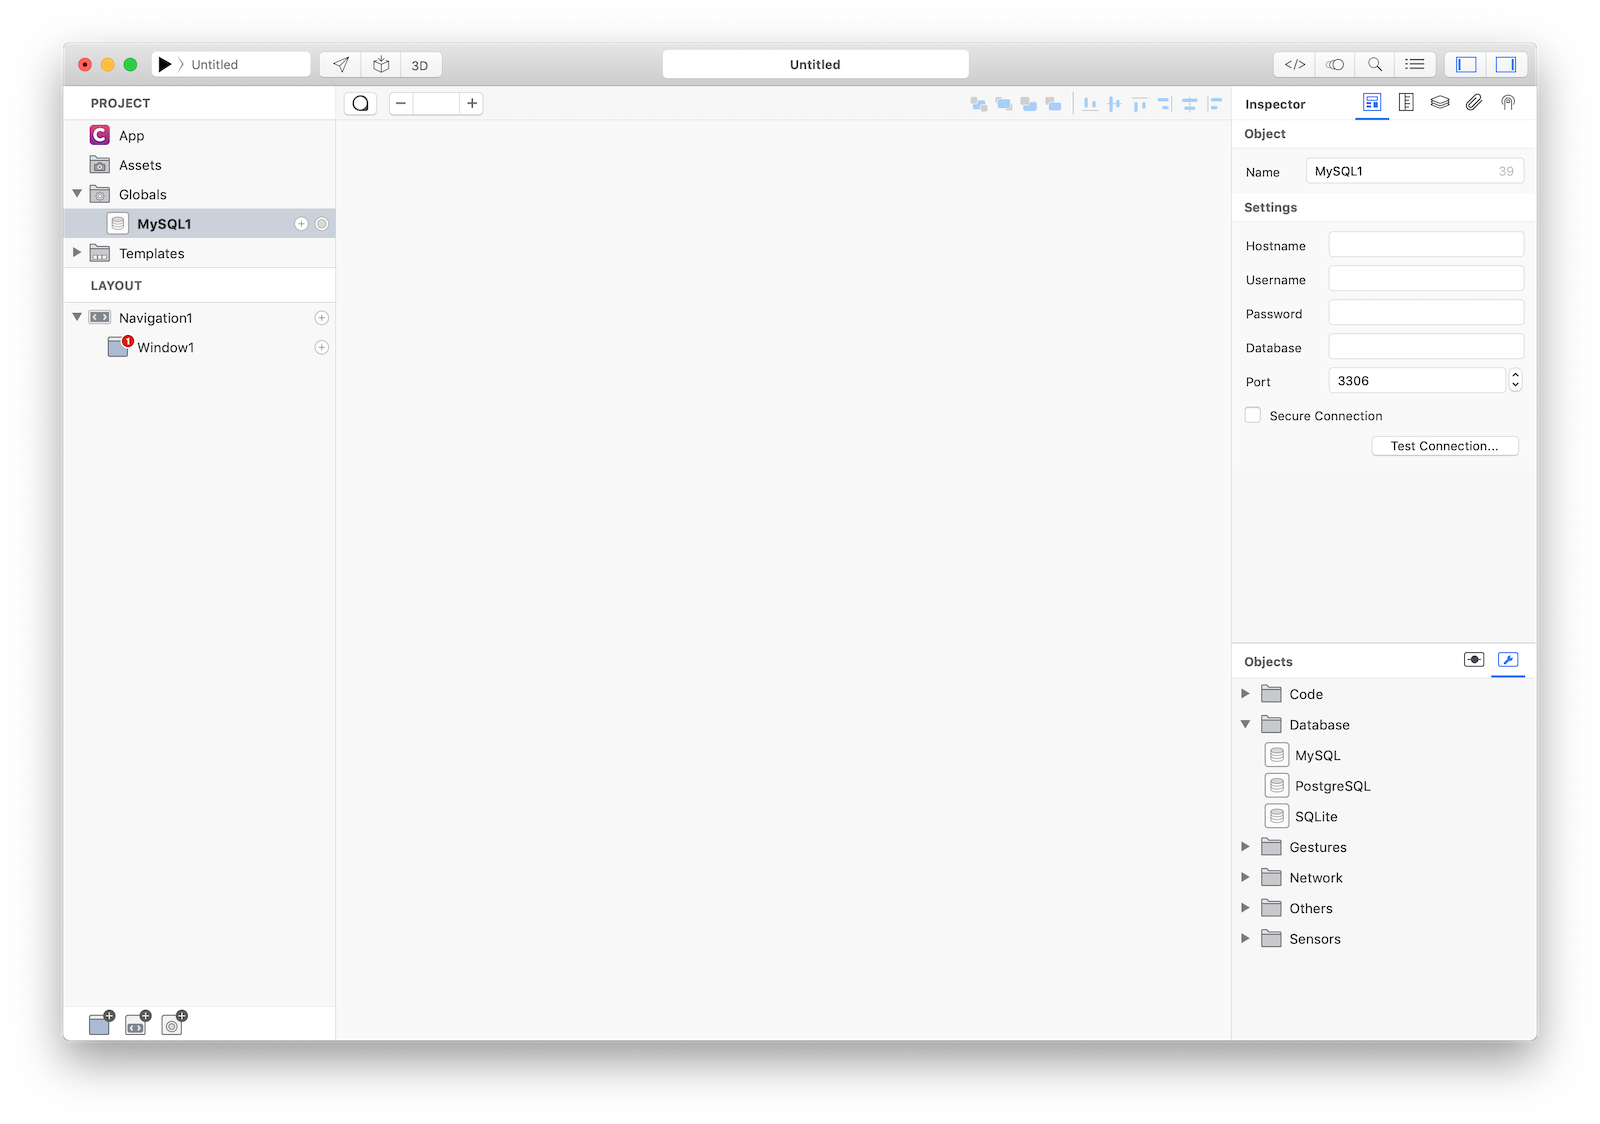 Untitled
3D
Untitled
</>
PROJECT
App
Assets
Globals
MySQL1
Templates
LAYOUT
Navigation1
1
Window1
Inspector
Object
Name
MySQL1
39
Settings
Hostname
Username
Password
Database
Port
3306
Secure Connection
Test Connection...
Objects
Code
Database
MySQL
PostgreSQL
SQLite
Gestures
Network
Others
Sensors